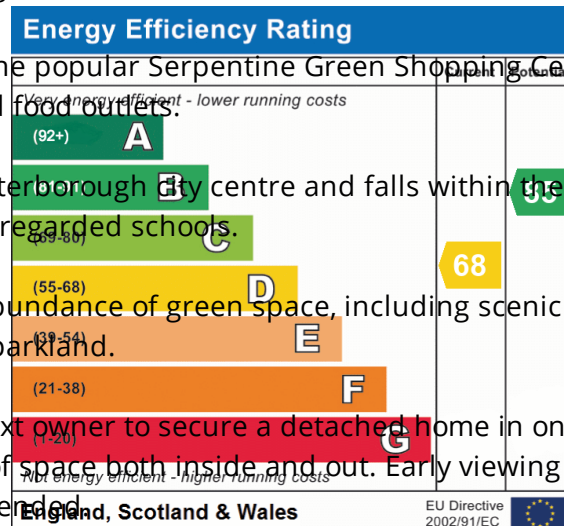 Energy Efficiency Rating
he popular Serpentine Green Shopping Ce
Current Potentia
Very energy efficient - lower running costs
l food outlets.
(92+) A
terborough city centre and falls within the
(81-91) B
regarded schools.
(69-80) C
68
(55-68) D
bundance of green space, including scenic
(39-54) E
parkland.
(21-38) F
xt owner to secure a detached home in on
(1-20) G
of space both inside and out. Early viewing
Not energy efficient - higher running costs
ended.
England, Scotland & Wales
EU Directive
2002/91/EC